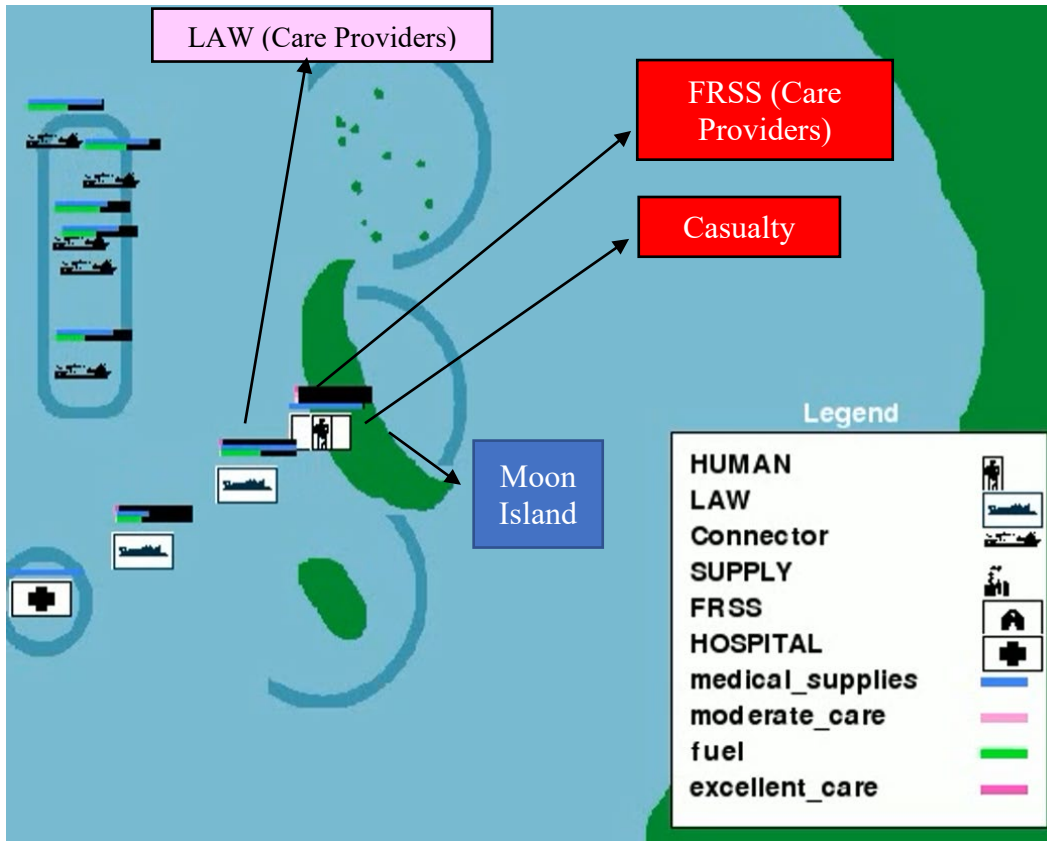 LAW (Care Providers)
FRSS (Care
Providers)
Casualty
Moon
Island
Legend
HUMAN
LAW
Connector
SUPPLY
FRSS
HOSPITAL
medical_supplies
moderate_care
fuel
excellent_care